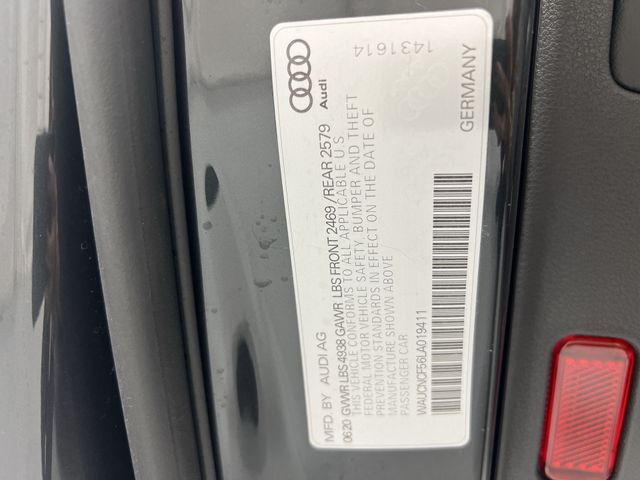 MFD. BY AUDI AG
0620 GVWR LBS 4938 GAWR LBS FRONT 2469 / REAR 2579
THIS VEHICLE CONFORMS TO ALL APPLICABLE U S
FEDERAL MOTOR VEHICLE SAFETY, BUMPER AND THEFT
PREVENTION STANDARDS IN EFFECT ON THE DATE OF
MANUFACTURE SHOWN ABOVE
PASSENGER CAR
WAUCNCF56LA019411
GERMANY
Audi
1431614